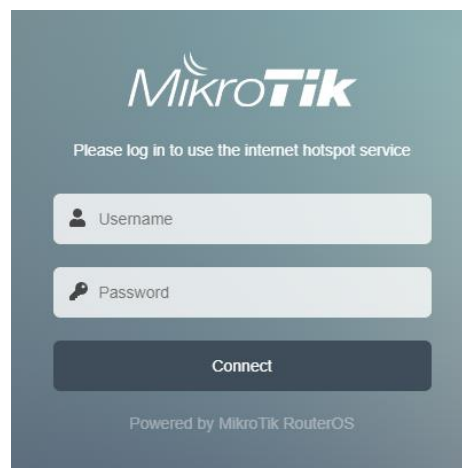 MikroTik
Please log in to use the internet hotspot service
Username
Password
Connect
Powered by MikroTik RouterOS